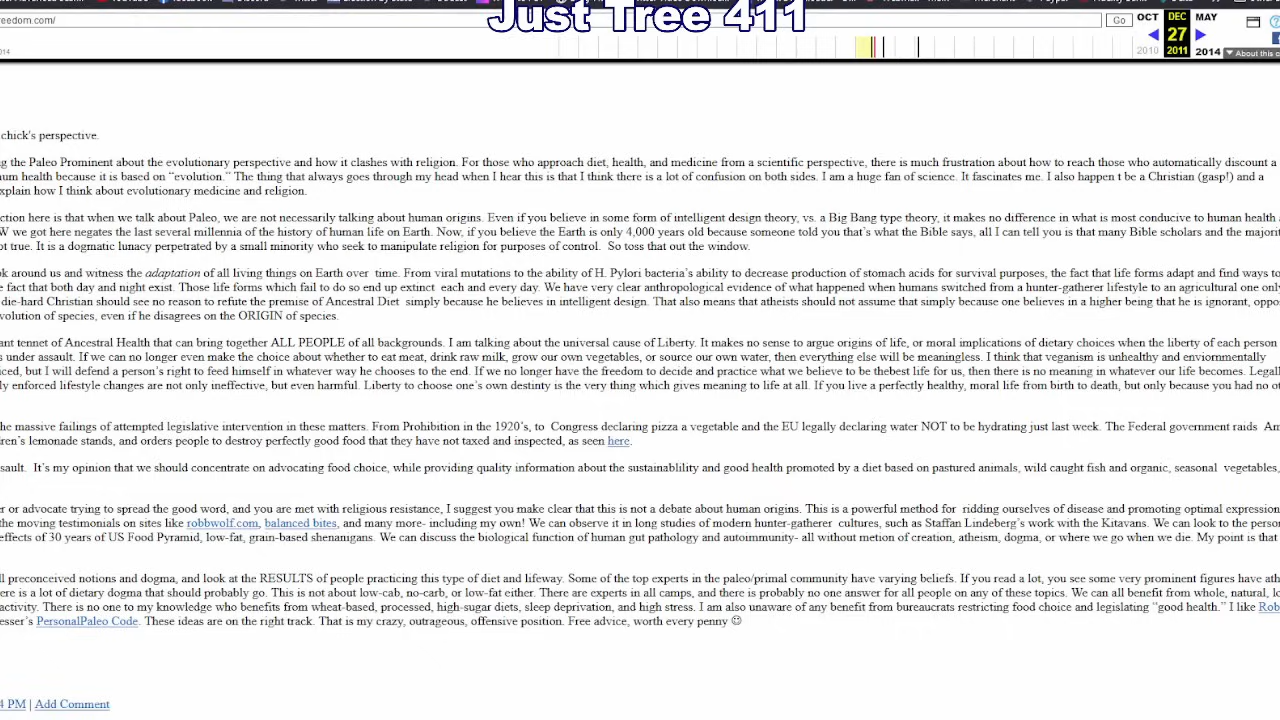 Just Tree 411
reedom.com/
Go
OCT DEC MAY
27
2010 2011 2014
2014
About this c
chick's perspective.
g the Paleo Prominent about the evolutionary perspective and how it clashes with religion. For those who approach diet, health, and medicine from a scientific perspective, there is much frustration about how to reach those who automatically discount a
num health because it is based on “evolution.” The thing that always goes through my head when I hear this is that I think there is a lot of confusion on both sides. I am a huge fan of science. It fascinates me. I also happen t be a Christian (gasp!) and a
explain how I think about evolutionary medicine and religion.
ction here is that when we talk about Paleo, we are not necessarily talking about human origins. Even if you believe in some form of intelligent design theory, vs. a Big Bang type theory, it makes no difference in what is most conducive to human health
W we got here negates the last several millennia of the history of human life on Earth. Now, if you believe the Earth is only 4,000 years old because someone told you that’s what the Bible says, all I can tell you is that many Bible scholars and the majorit
ot true. It is a dogmatic lunacy perpetrated by a small minority who seek to manipulate religion for purposes of control. So toss that out the window.
ok around us and witness the adaptation of all living things on Earth over time. From viral mutations to the ability of H. Pylori bacteria’s ability to decrease production of stomach acids for survival purposes, the fact that life forms adapt and find ways to
e fact that both day and night exist. Those life forms which fail to do so end up extinct each and every day. We have very clear anthropological evidence of what happened when humans switched from a hunter-gatherer lifestyle to an agricultural one only
die-hard Christian should see no reason to refute the premise of Ancestral Diet simply because he believes in intelligent design. That also means that atheists should not assume that simply because one believes in a higher being that he is ignorant, oppo
volution of species, even if he disagrees on the ORIGIN of species.
ant tennet of Ancestral Health that can bring together ALL PEOPLE of all backgrounds. I am talking about the universal cause of Liberty. It makes no sense to argue origins of life, or moral implications of dietary choices when the liberty of each person
s under assault. If we can no longer even make the choice about whether to eat meat, drink raw milk, grow our own vegetables, or source our own water, then everything else will be meaningless. I think that veganism is unhealthy and enviornmentally
iced, but I will defend a person’s right to feed himself in whatever way he chooses to the end. If we no longer have the freedom to decide and practice what we believe to be thebest life for us, then there is no meaning in whatever our life becomes. Legall
ly enforced lifestyle changes are not only ineffective, but even harmful. Liberty to choose one’s own destiny is the very thing which gives meaning to life at all. If you live a perfectly healthy, moral life from birth to death, but only because you had no ot
he massive failings of attempted legislative intervention in these matters. From Prohibition in the 1920’s, to Congress declaring pizza a vegetable and the EU legally declaring water NOT to be hydrating just last week. The Federal government raids Am
ren’s lemonade stands, and orders people to destroy perfectly good food that they have not taxed and inspected, as seen here.
sault. It’s my opinion that we should concentrate on advocating food choice, while providing quality information about the sustainablility and good health promoted by a diet based on pastured animals, wild caught fish and organic, seasonal vegetables,
er or advocate trying to spread the good word, and you are met with religious resistance, I suggest you make clear that this is not a debate about human origins. This is a powerful method for ridding ourselves of disease and promoting optimal expression
the moving testimonials on sites like robbwolf.com, balanced bites, and many more- including my own! We can observe it in long studies of modern hunter-gatherer cultures, such as Staffan Lindeberg’s work with the Kitavans. We can look to the perso
effects of 30 years of US Food Pyramid, low-fat, grain-based shenanigans. We can discuss the biological function of human gut pathology and autoimmunity- all without metion of creation, atheism, dogma, or where we go when we die. My point is that
ll preconceived notions and dogma, and look at the RESULTS of people practicing this type of diet and lifeway. Some of the top experts in the paleo/primal community have varying beliefs. If you read a lot, you see some very prominent figures have ath
ere is a lot of dietary dogma that should probably go. This is not about low-cab, no-carb, or low-fat either. There are experts in all camps, and there is probably no one answer for all people on any of these topics. We can all benefit from whole, natural, lo
activity. There is no one to my knowledge who benefits from wheat-based, processed, high-sugar diets, sleep deprivation, and high stress. I am also unaware of any benefit from bureaucrats restricting food choice and legislating “good health.” I like Rob
esser’s PersonalPaleo Code. These ideas are on the right track. That is my crazy, outrageous, offensive position. Free advice, worth every penny ☺
4 PM | Add Comment